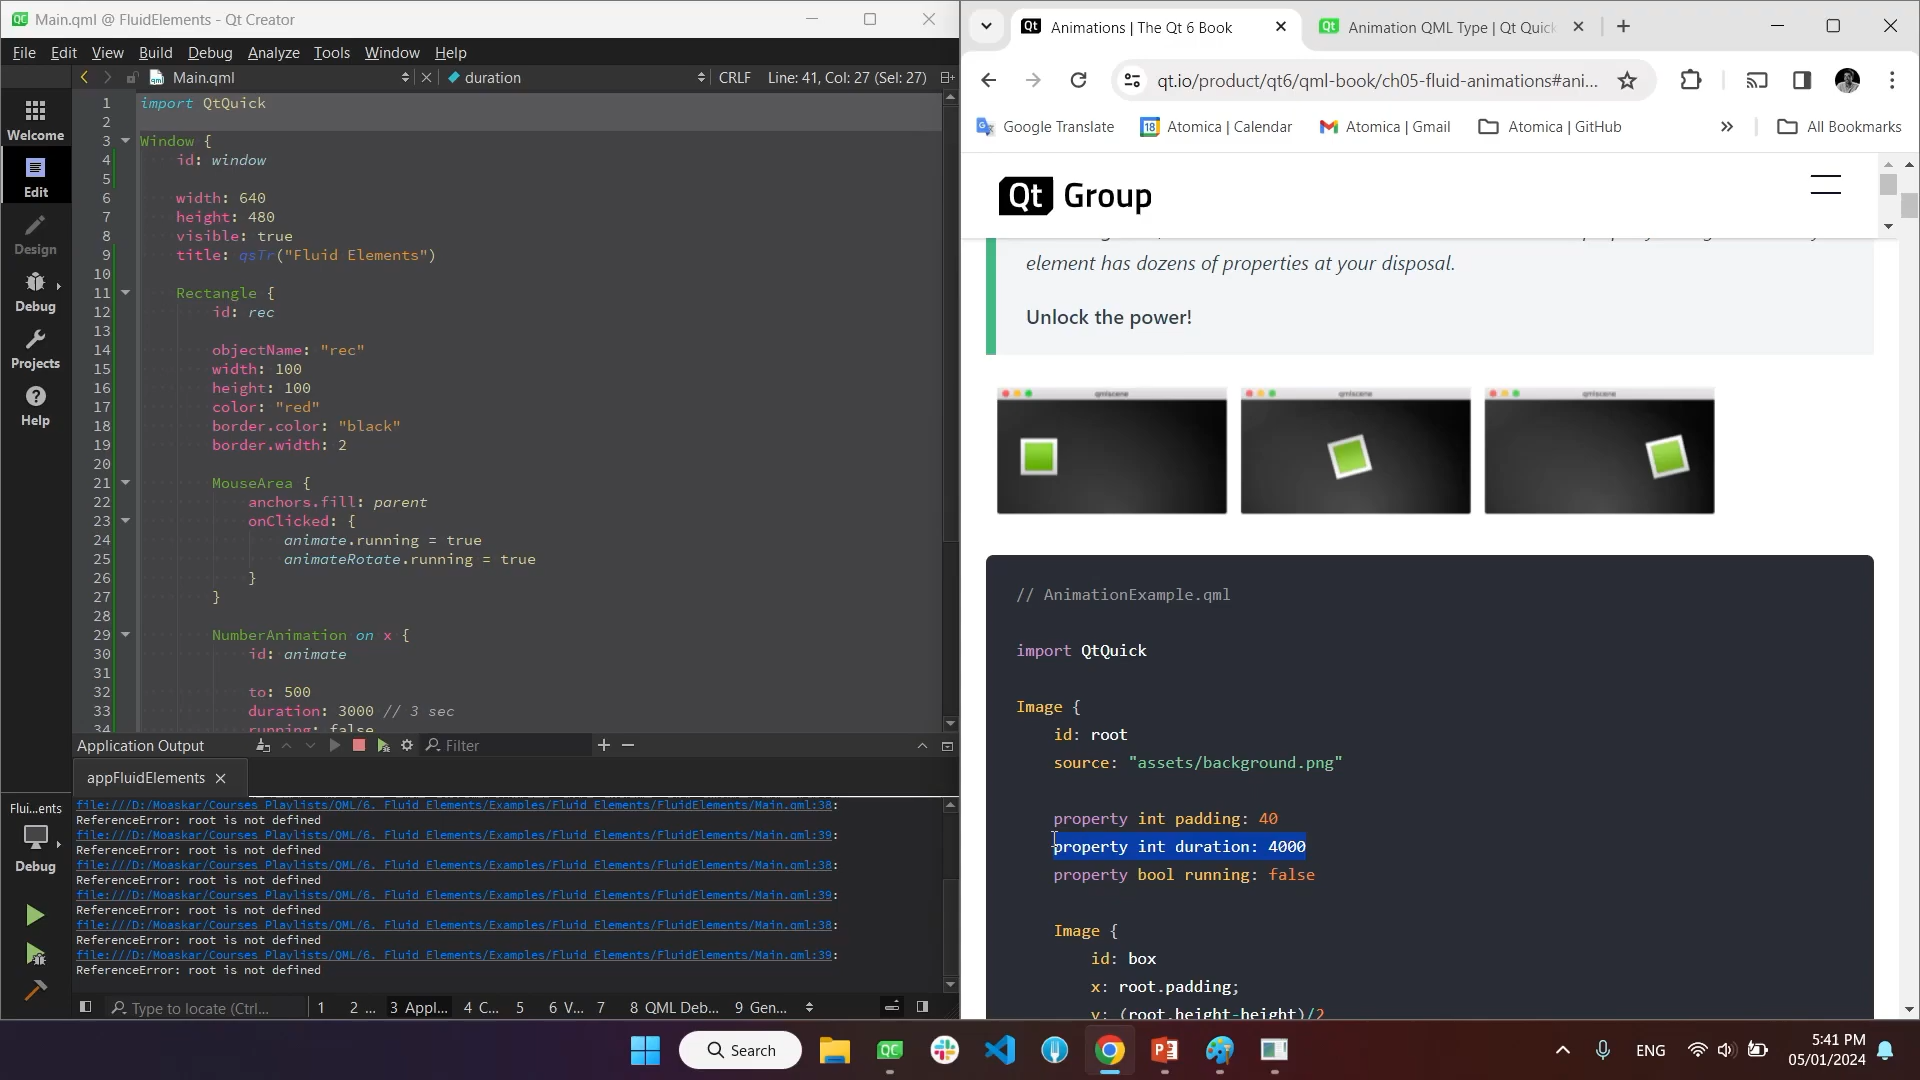 Main.qml @ FluidElements - Qt Creator
File Edit View Build Debug Analyze Tools Window Help
Main.qml duration CRLF Line: 41, Col: 27 (Sel: 27)
Welcome
Edit
Design
Debug
Projects
Help
1 import QtQuick
2
3 Window {
4 id: window
5
6 width: 640
7 height: 480
8 visible: true
9 title: qsTr("Fluid Elements")
10
11 Rectangle {
12 id: rec
13
14 objectName: "rec"
15 width: 100
16 height: 100
17 color: "red"
18 border.color: "black"
19 border.width: 2
20
21 MouseArea {
22 anchors.fill: parent
23 onClicked: {
24 animate.running = true
25 animateRotate.running = true
26 }
27 }
28
29 NumberAnimation on x {
30 id: animate
31
32 to: 500
33 duration: 3000 // 3 sec
34 running: false
Application Output Filter
appFluidElements
file:///D:/Moaskar/Courses Playlists/QML/6. Fluid Elements/Examples/Fluid Elements/FluidElements/Main.qml:38:
ReferenceError: root is not defined
file:///D:/Moaskar/Courses Playlists/QML/6. Fluid Elements/Examples/Fluid Elements/FluidElements/Main.qml:39:
ReferenceError: root is not defined
file:///D:/Moaskar/Courses Playlists/QML/6. Fluid Elements/Examples/Fluid Elements/FluidElements/Main.qml:38:
ReferenceError: root is not defined
file:///D:/Moaskar/Courses Playlists/QML/6. Fluid Elements/Examples/Fluid Elements/FluidElements/Main.qml:39:
ReferenceError: root is not defined
file:///D:/Moaskar/Courses Playlists/QML/6. Fluid Elements/Examples/Fluid Elements/FluidElements/Main.qml:38:
ReferenceError: root is not defined
file:///D:/Moaskar/Courses Playlists/QML/6. Fluid Elements/Examples/Fluid Elements/FluidElements/Main.qml:39:
ReferenceError: root is not defined
Flui...ents
Debug
Type to locate (Ctrl... 1 2 ... 3 Appl... 4 C... 5 6 V... 7 8 QML Deb... 9 Gen...
Animations | The Qt 6 Book
Animation QML Type | Qt Quick
qt.io/product/qt6/qml-book/ch05-fluid-animations#ani...
Google Translate
Atomica | Calendar
Atomica | Gmail
Atomica | GitHub
All Bookmarks
Qt Group
element has dozens of properties at your disposal.
Unlock the power!
qmlscene
qmlscene
qmlscene
// AnimationExample.qml
import QtQuick
Image {
id: root
source: "assets/background.png"
property int padding: 40
property int duration: 4000
property bool running: false
Image {
id: box
x: root.padding;
y: (root.height-height)/2
Search
ENG
5:41 PM
05/01/2024